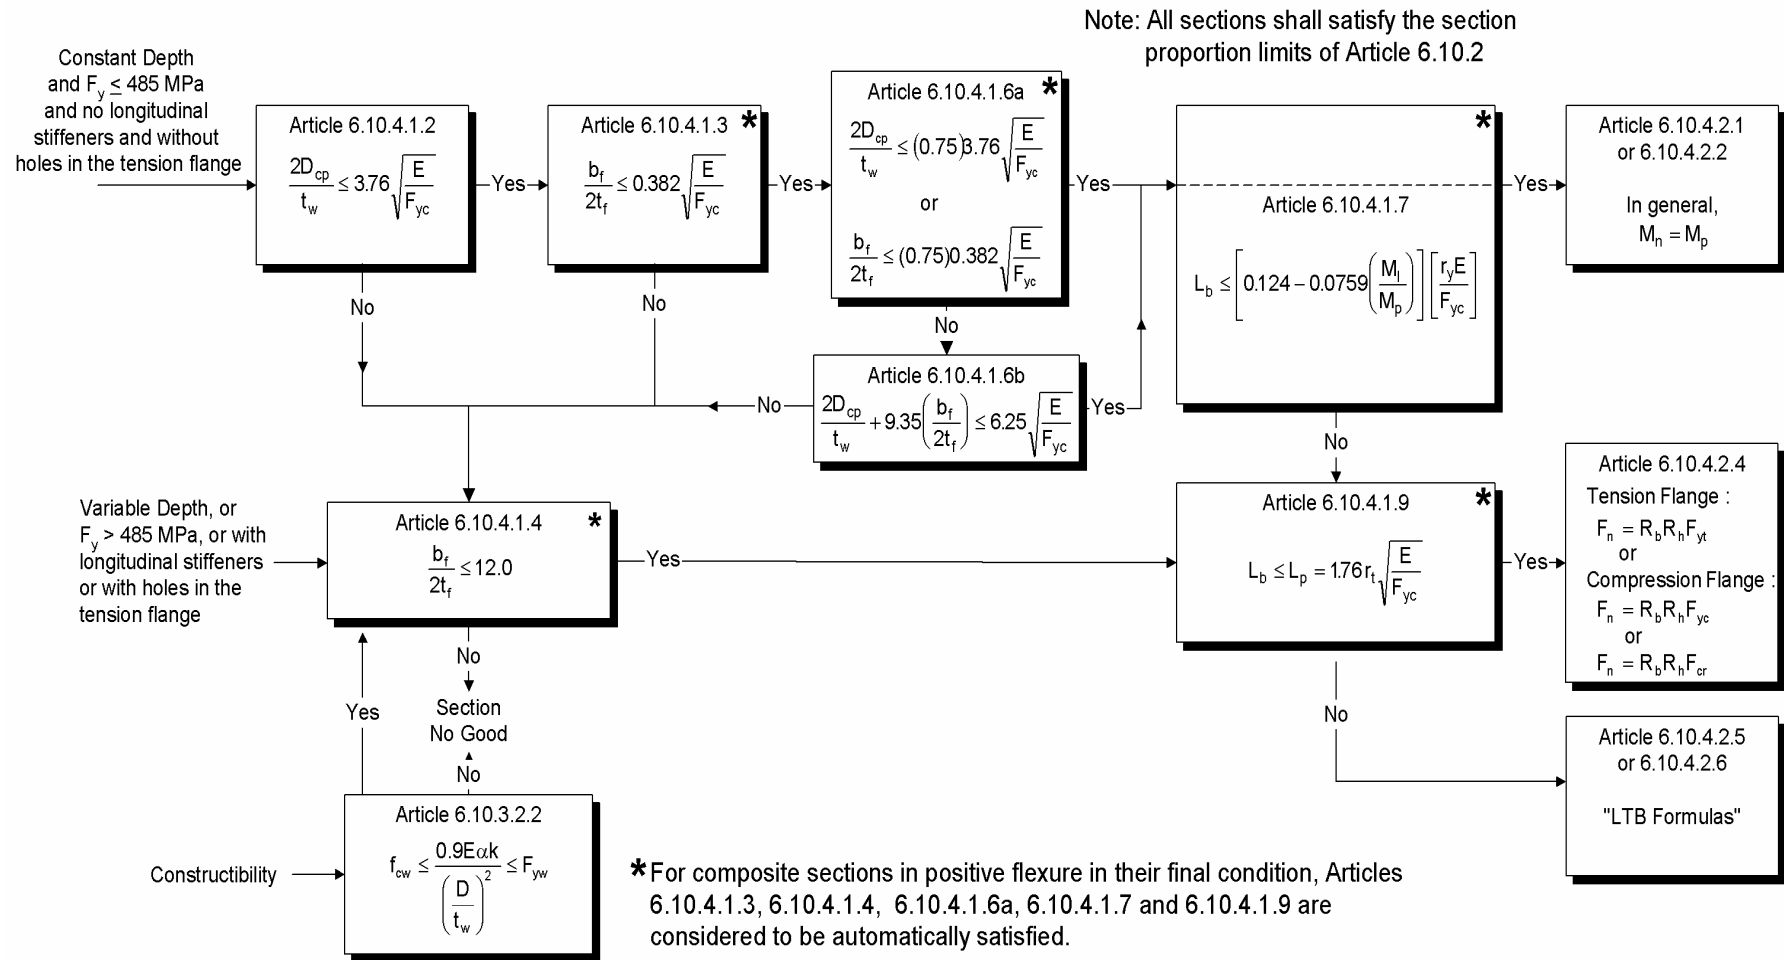 Note: All sections shall satisfy the section
proportion limits of Article 6.10.2
Constant Depth
and F_y ≤ 485 MPa
and no longitudinal
stiffeners and without
holes in the tension flange
Article 6.10.4.1.2
2D_cp / t_w ≤ 3.76 √(E / F_yc)
Yes
No
Article 6.10.4.1.3 *
b_f / 2t_f ≤ 0.382 √(E / F_yc)
Yes
No
Article 6.10.4.1.6a *
2D_cp / t_w ≤ (0.75)3.76 √(E / F_yc)
or
b_f / 2t_f ≤ (0.75)0.382 √(E / F_yc)
Yes
No
Article 6.10.4.1.6b
2D_cp / t_w + 9.35 (b_f / 2t_f) ≤ 6.25 √(E / F_yc)
No
Yes
*
Article 6.10.4.1.7
L_b ≤ [0.124 – 0.0759 (M_l / M_p)] [r_y E / F_yc]
Yes
No
Article 6.10.4.2.1
or 6.10.4.2.2
In general,
M_n = M_p
Variable Depth, or
F_y > 485 MPa, or with
longitudinal stiffeners
or with holes in the
tension flange
Article 6.10.4.1.4 *
b_f / 2t_f ≤ 12.0
Yes
No
Section
No Good
No
Yes
Article 6.10.4.1.9 *
L_b ≤ L_p = 1.76 r_t √(E / F_yc)
Yes
No
Article 6.10.4.2.4
Tension Flange :
F_n = R_b R_h F_yt
or
Compression Flange :
F_n = R_b R_h F_yc
or
F_n = R_b R_h F_cr
Article 6.10.4.2.5
or 6.10.4.2.6
"LTB Formulas"
Constructibility
Article 6.10.3.2.2
f_cw ≤ 0.9Eαk / (D / t_w)² ≤ F_yw
* For composite sections in positive flexure in their final condition, Articles
6.10.4.1.3, 6.10.4.1.4, 6.10.4.1.6a, 6.10.4.1.7 and 6.10.4.1.9 are
considered to be automatically satisfied.